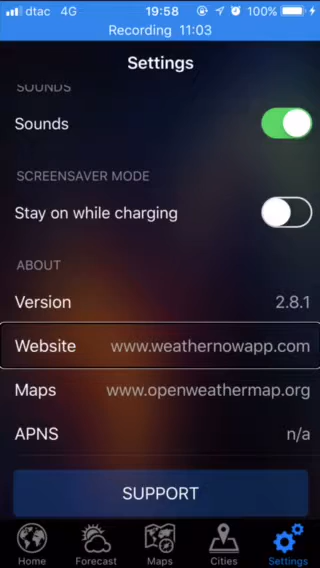 dtac 4G 19:58 100%
Recording 11:03
Settings
SOUNDS
Sounds
SCREENSAVER MODE
Stay on while charging
ABOUT
Version 2.8.1
Website www.weathernowapp.com
Maps www.openweathermap.org
APNS n/a
SUPPORT
Home Forecast Maps Cities Settings